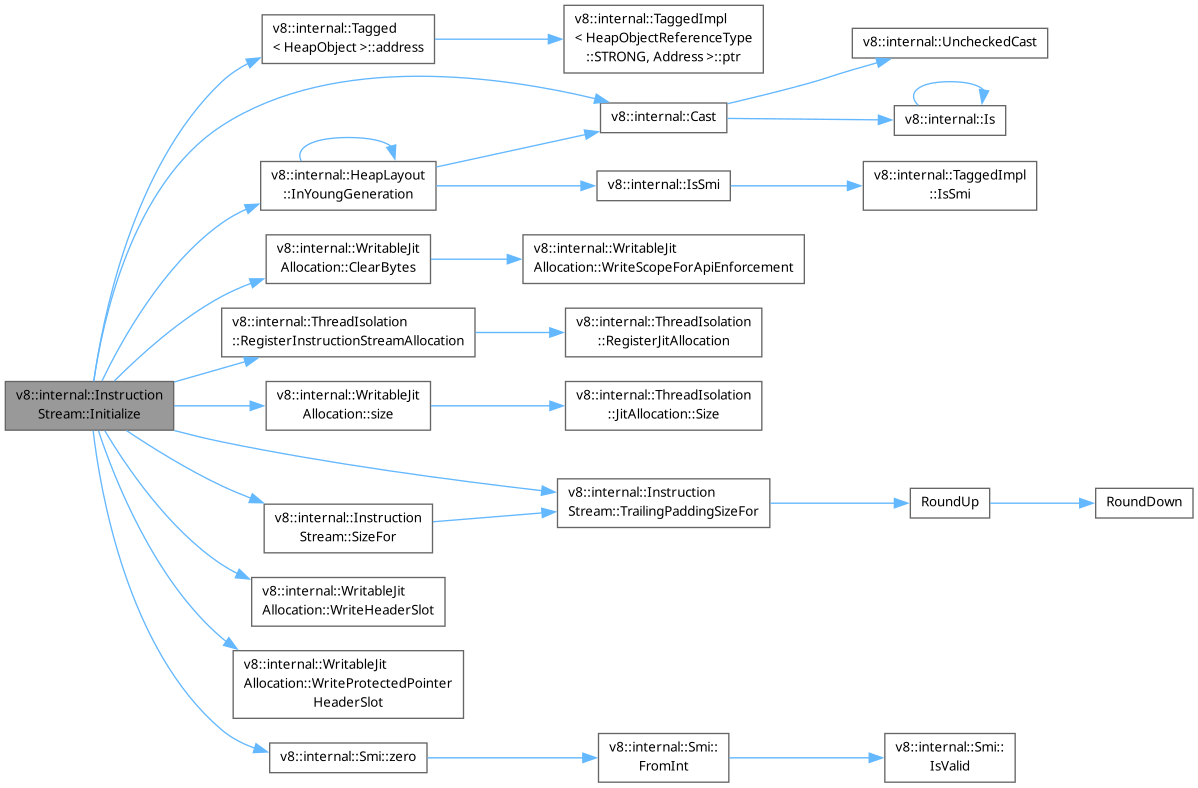 v8::internal::Instruction
Stream::Initialize
v8::internal::Tagged
< HeapObject >::address
v8::internal::TaggedImpl
< HeapObjectReferenceType
::STRONG, Address >::ptr
v8::internal::UncheckedCast
v8::internal::Cast
v8::internal::Is
v8::internal::HeapLayout
::InYoungGeneration
v8::internal::IsSmi
v8::internal::TaggedImpl
::IsSmi
v8::internal::WritableJit
Allocation::ClearBytes
v8::internal::WritableJit
Allocation::WriteScopeForApiEnforcement
v8::internal::ThreadIsolation
::RegisterInstructionStreamAllocation
v8::internal::ThreadIsolation
::RegisterJitAllocation
v8::internal::WritableJit
Allocation::size
v8::internal::ThreadIsolation
::JitAllocation::Size
v8::internal::Instruction
Stream::TrailingPaddingSizeFor
RoundUp
RoundDown
v8::internal::Instruction
Stream::SizeFor
v8::internal::WritableJit
Allocation::WriteHeaderSlot
v8::internal::WritableJit
Allocation::WriteProtectedPointer
HeaderSlot
v8::internal::Smi::zero
v8::internal::Smi::
FromInt
v8::internal::Smi::
IsValid